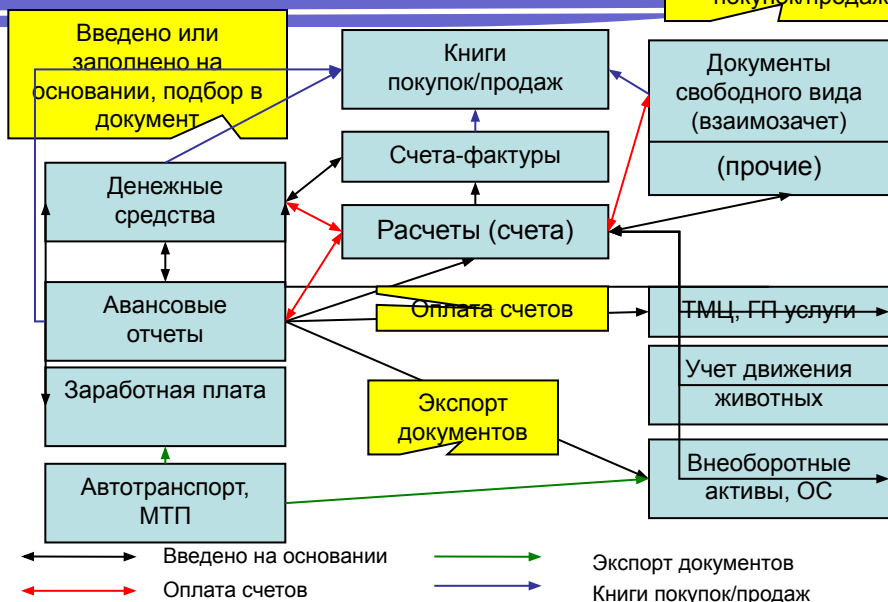 покупок/продаж
Введено или
заполнено на
основании, подбор в
документ
Книги
покупок/продаж
Документы
свободного вида
(взаимозачет)
(прочие)
Счета-фактуры
Денежные
средства
Расчеты (счета)
Авансовые
отчеты
Оплата счетов
ТМЦ, ГП услуги
Заработная плата
Учет движения
животных
Экспорт
документов
Внеоборотные
активы, ОС
Автотранспорт,
МТП
Введено на основании
Экспорт документов
Оплата счетов
Книги покупок/продаж